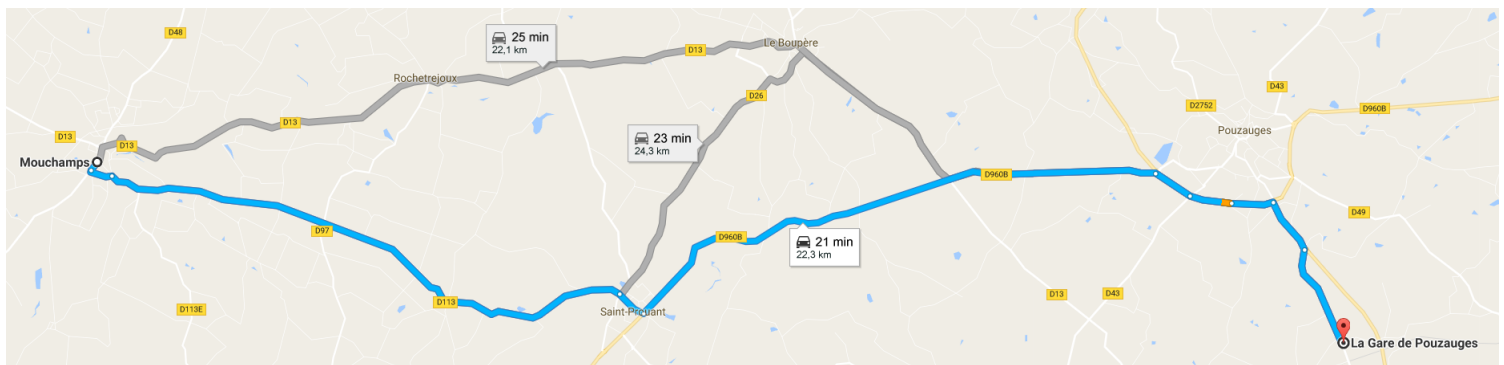 D48
25 min
22,1 km
D13
Le Boupère
Rochetrejoux
D26
D43
D2752
D960B
Pouzauges
D13
D13
D13
23 min
24,3 km
Mouchamps
D960B
D49
D97
D960B
21 min
22,3 km
D113
D113E
Saint-Prouant
D13
D43
La Gare de Pouzauges